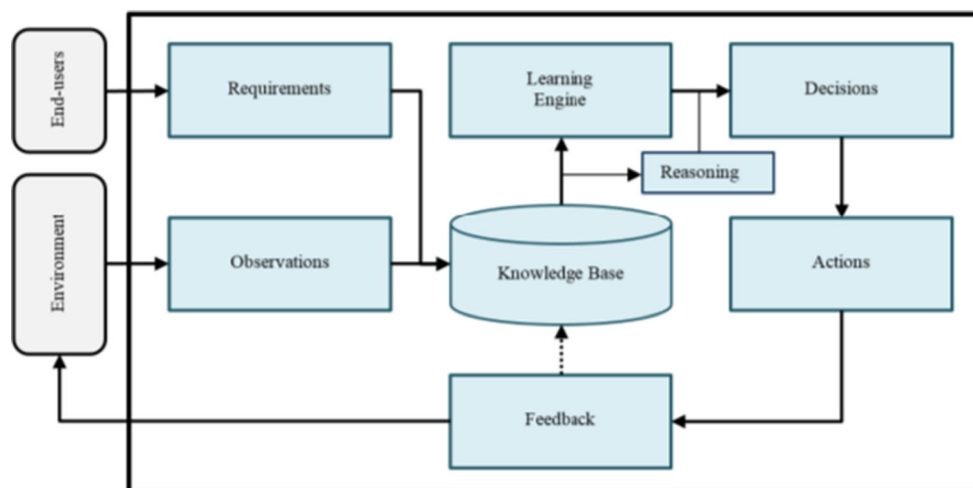 End-users
Requirements
Learning
Engine
Decisions
Reasoning
Environment
Observations
Knowledge Base
Actions
Feedback